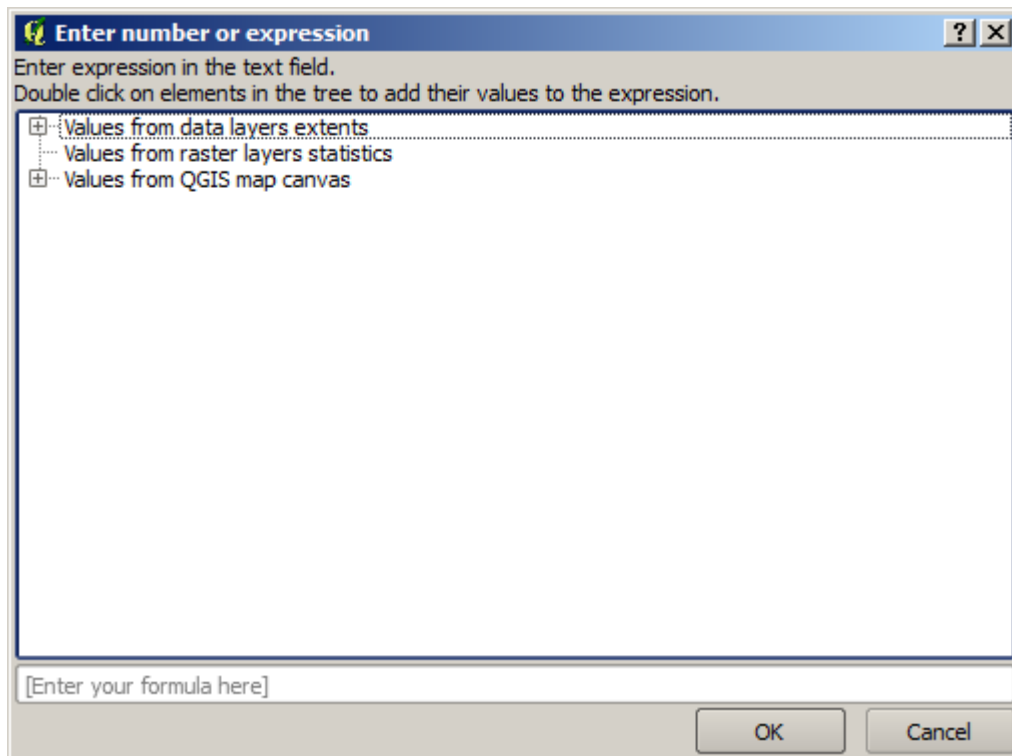 Enter number or expression
Enter expression in the text field.
Double click on elements in the tree to add their values to the expression.
Values from data layers extents
Values from raster layers statistics
Values from QGIS map canvas
[Enter your formula here]
OK Cancel